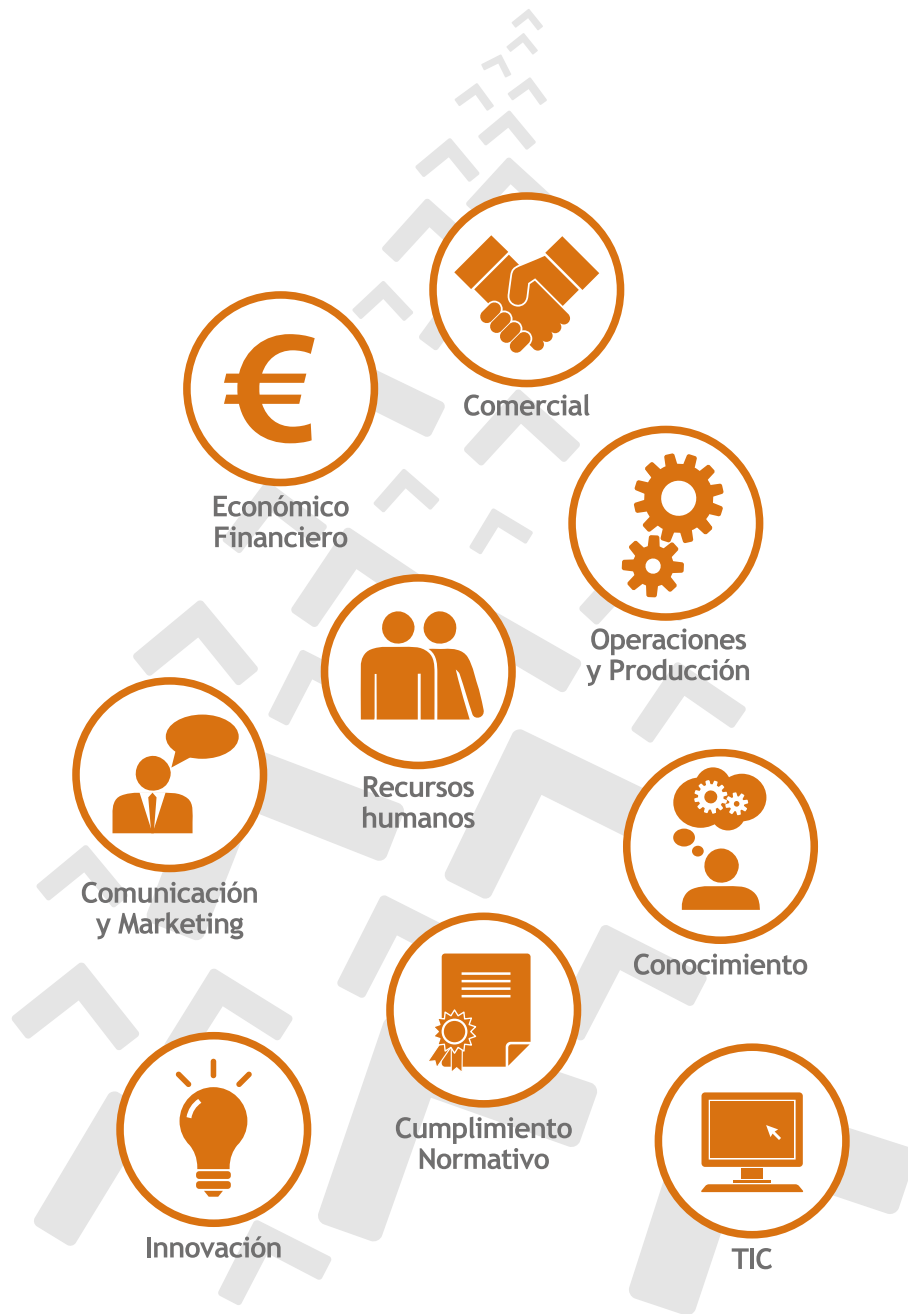 Comercial
Económico
Financiero
Operaciones
y Producción
Recursos
humanos
Comunicación
y Marketing
Conocimiento
Cumplimiento
Normativo
Innovación
TIC